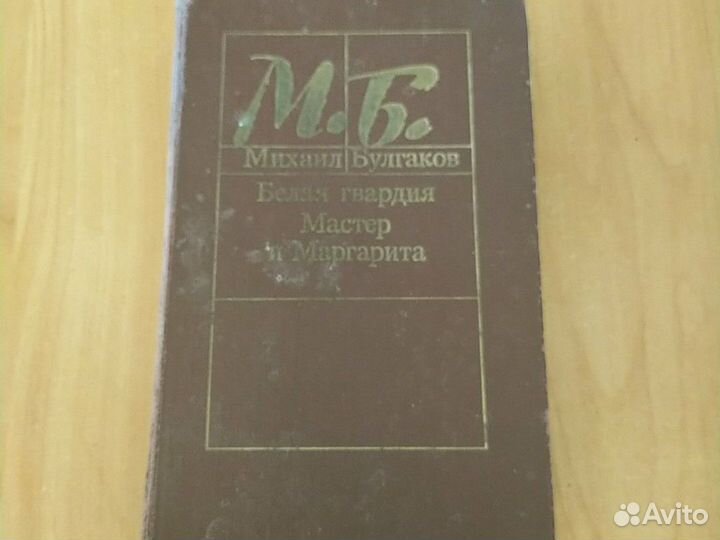 М.Б.
Михаил Булгаков
Белая гвардия
Мастер
и Маргарита
Avito